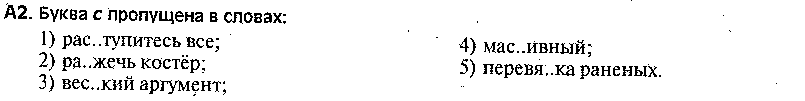 А2. Буква с пропущена в словах:
1) рас..тупитесь все;
2) ра..жечь костёр;
3) вес..кий аргумент;
4) мас..ивный;
5) перевя..ка раненых.